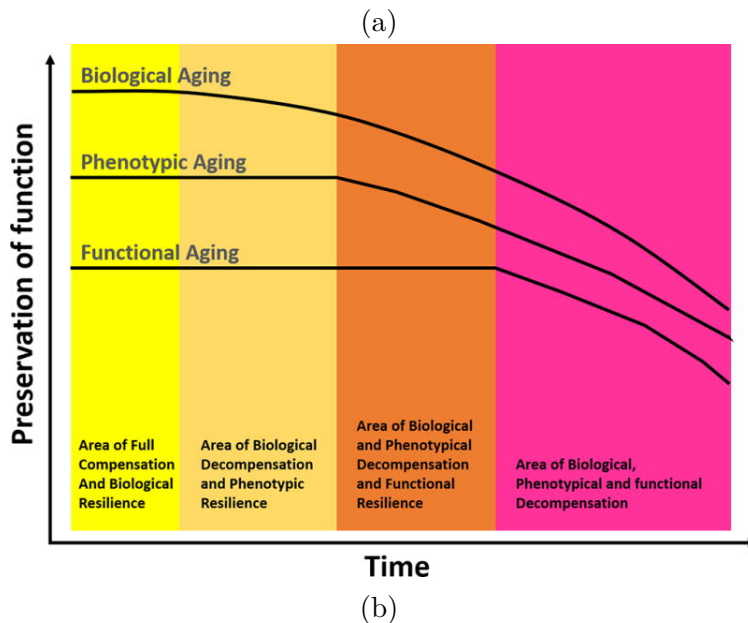 (a)
Biological Aging
Phenotypic Aging
Functional Aging
Preservation of function
Area of Full
Compensation
And Biological
Resilience
Area of Biological
Decompensation
and Phenotypic
Resilience
Area of Biological
and Phenotypical
Decompensation
and Functional
Resilience
Area of Biological,
Phenotypical and functional
Decompensation
Time
(b)